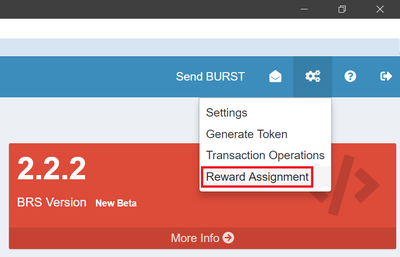 Send BURST
Settings
Generate Token
Transaction Operations
Reward Assignment
2.2.2
BRS Version New Beta
More Info